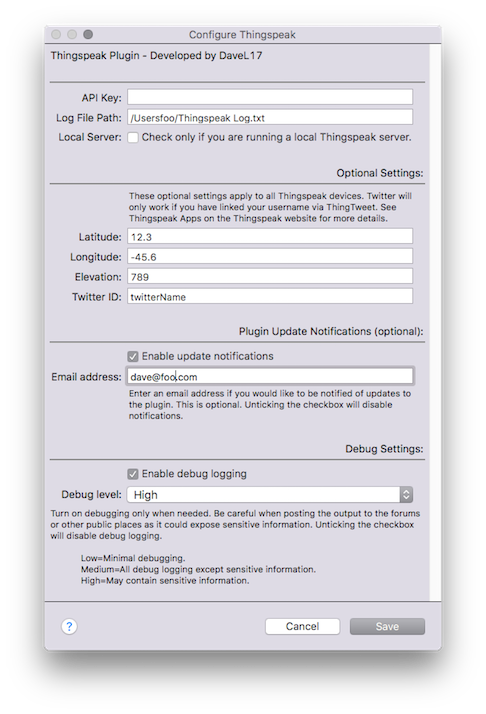 Configure Thingspeak
Thingspeak Plugin - Developed by DaveL17
API Key:
Log File Path: /Usersfoo/Thingspeak Log.txt
Local Server: Check only if you are running a local Thingspeak server.
Optional Settings:
These optional settings apply to all Thingspeak devices. Twitter will
only work if you have linked your username via ThingTweet. See
Thingspeak Apps on the Thingspeak website for more details.
Latitude: 12.3
Longitude: -45.6
Elevation: 789
Twitter ID: twitterName
Plugin Update Notifications (optional):
Enable update notifications
Email address: dave@foo.com
Enter an email address if you would like to be notified of updates to
the plugin. This is optional. Unticking the checkbox will disable
notifications.
Debug Settings:
Enable debug logging
Debug level: High
Turn on debugging only when needed. Be careful when posting the output to the forums
or other public places as it could expose sensitive information. Unticking the checkbox
will disable debug logging.
Low=Minimal debugging.
Medium=All debug logging except sensitive information.
High=May contain sensitive information.
? Cancel Save